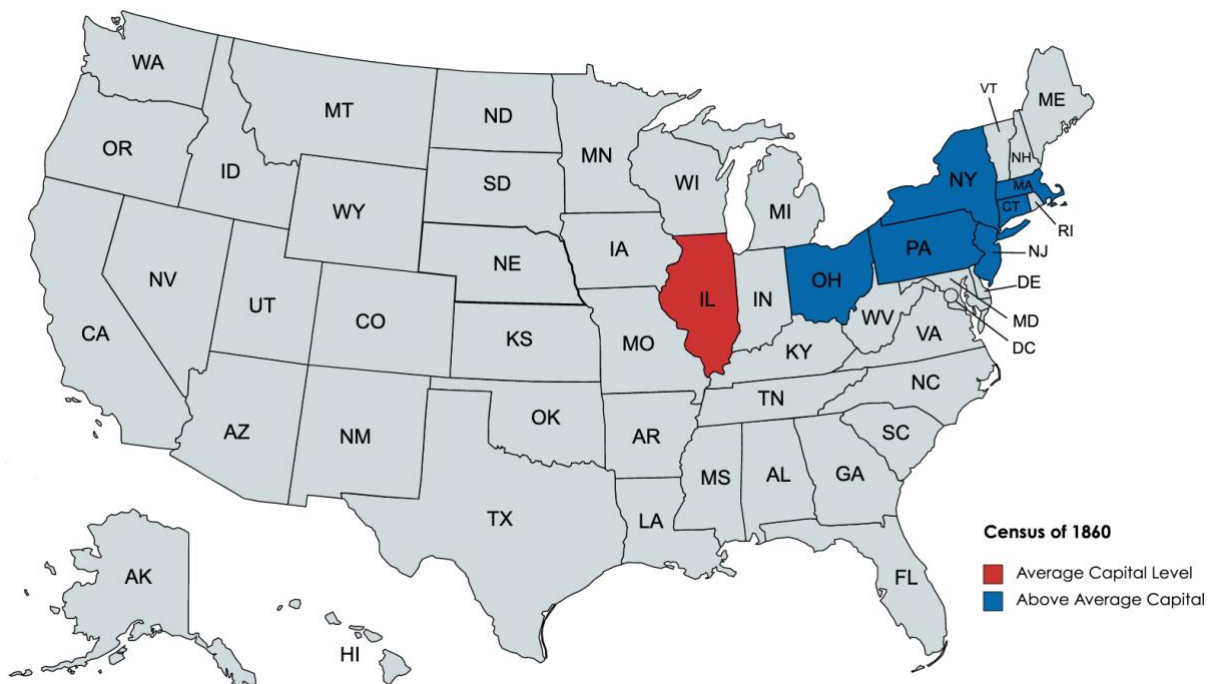 WA
MT
ND
MN
VT
ME
OR
ID
SD
WI
NH
NY
MA
MI
CT
WY
RI
IA
PA
NJ
NV
NE
OH
DE
UT
IL
IN
CA
CO
WV
MD
KS
MO
VA
DC
KY
NC
TN
AZ
NM
OK
AR
SC
MS
AL
GA
TX
LA
Census of 1860
AK
FL
Average Capital Level
Above Average Capital
HI